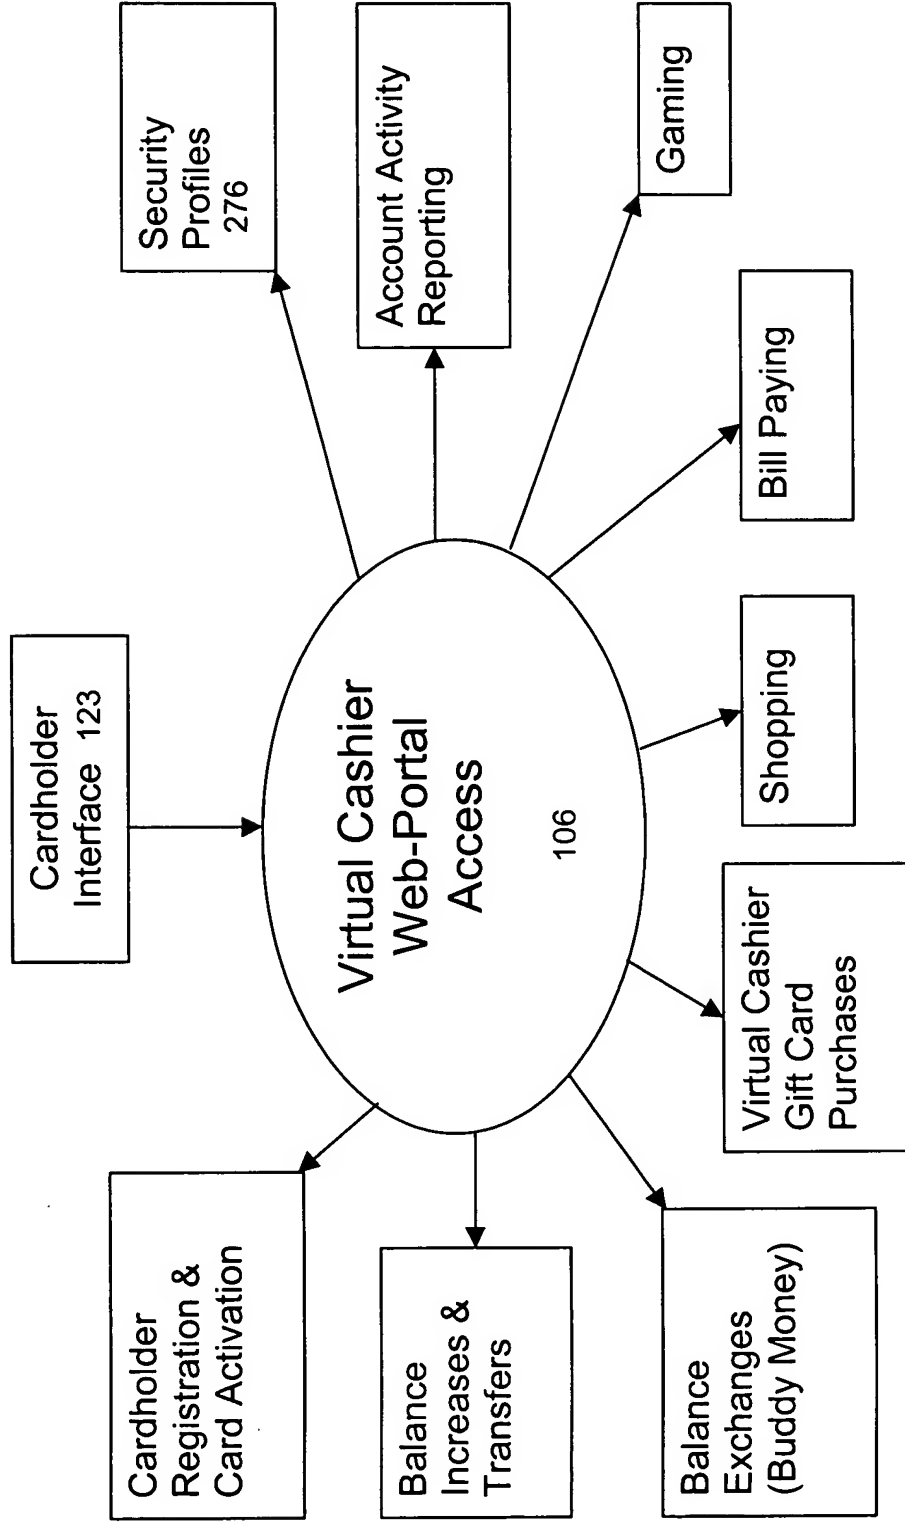 Cardholder
Interface 123
Virtual Cashier
Web-Portal
Access
106
Cardholder
Registration &
Card Activation
Balance
Increases &
Transfers
Balance
Exchanges
(Buddy Money)
Virtual Cashier
Gift Card
Purchases
Shopping
Bill Paying
Gaming
Account Activity
Reporting
Security
Profiles
276